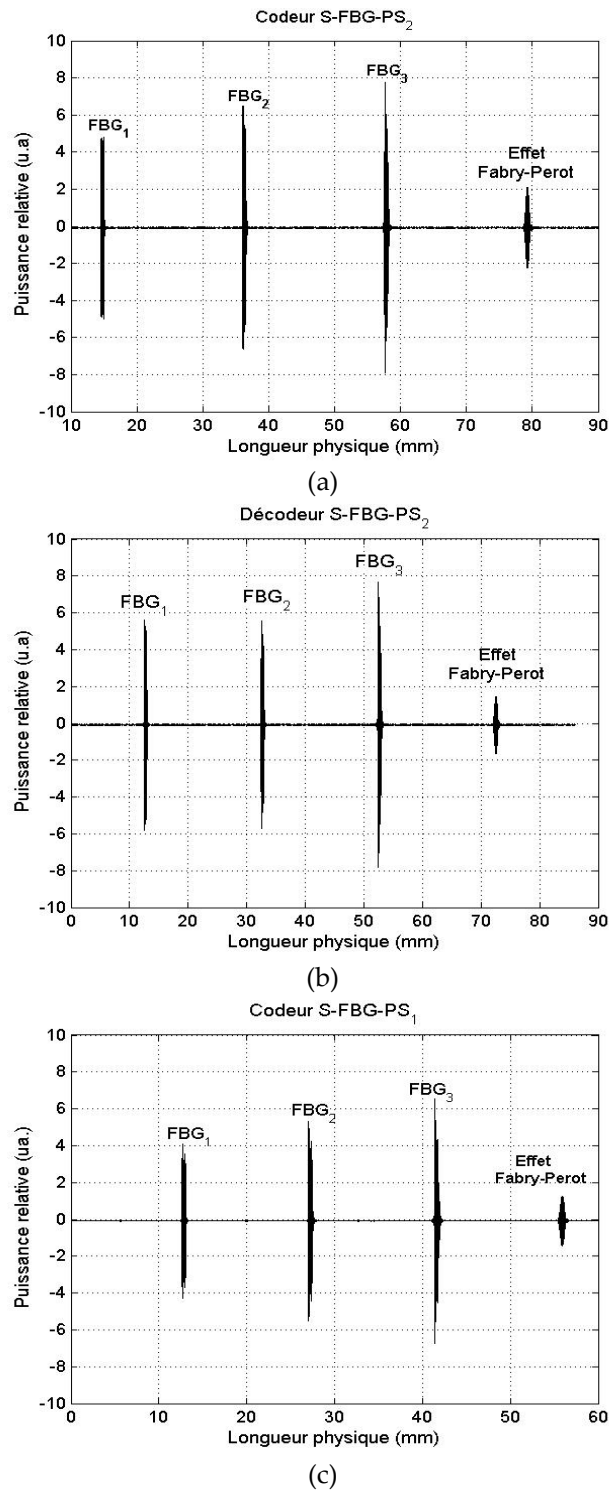 Codeur S-FBG-PS2
Puissance relative (u.a)
10
8
6
4
2
0
-2
-4
-6
-8
-10
FBG1
FBG2
FBG3
Effet
Fabry-Perot
10 20 30 40 50 60 70 80 90
Longueur physique (mm)
(a)
Décodeur S-FBG-PS2
Puissance relative (u.a)
10
8
6
4
2
0
-2
-4
-6
-8
-10
FBG1
FBG2
FBG3
Effet
Fabry-Perot
0 10 20 30 40 50 60 70 80 90
Longueur physique (mm)
(b)
Codeur S-FBG-PS1
Puissance relative (ua.)
10
8
6
4
2
0
-2
-4
-6
-8
-10
FBG1
FBG2
FBG3
Effet
Fabry-Perot
0 10 20 30 40 50 60
Longueur physique (mm)
(c)